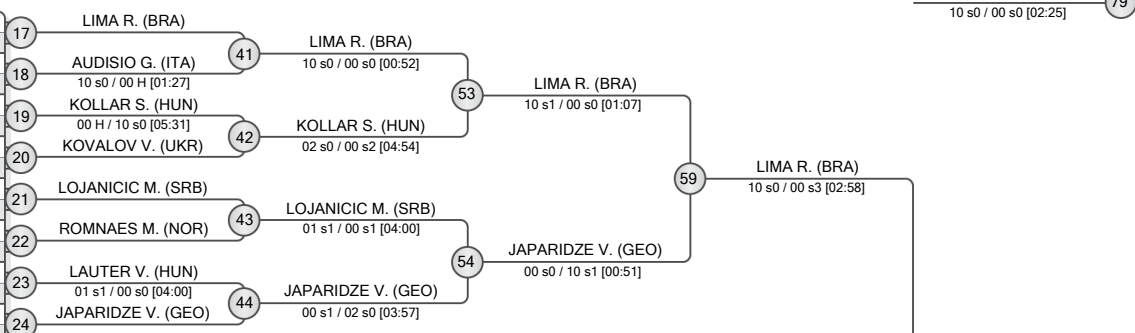 79
10 s0 / 00 s0 [02:25]
17
LIMA R. (BRA)
41
LIMA R. (BRA)
10 s0 / 00 s0 [00:52]
18
AUDISIO G. (ITA)
10 s0 / 00 H [01:27]
53
LIMA R. (BRA)
10 s1 / 00 s0 [01:07]
19
KOLLAR S. (HUN)
00 H / 10 s0 [05:31]
42
KOLLAR S. (HUN)
02 s0 / 00 s2 [04:54]
20
KOVALOV V. (UKR)
59
LIMA R. (BRA)
10 s0 / 00 s3 [02:58]
21
LOJANICIC M. (SRB)
43
LOJANICIC M. (SRB)
01 s1 / 00 s1 [04:00]
22
ROMNAES M. (NOR)
54
JAPARIDZE V. (GEO)
00 s0 / 10 s1 [00:51]
23
LAUTER V. (HUN)
01 s1 / 00 s0 [04:00]
44
JAPARIDZE V. (GEO)
00 s1 / 02 s0 [03:57]
24
JAPARIDZE V. (GEO)